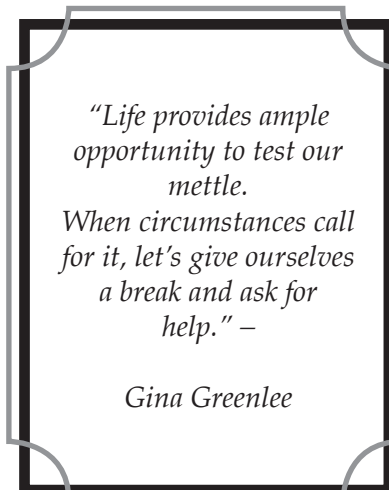 “Life provides ample
opportunity to test our
mettle.
When circumstances call
for it, let’s give ourselves
a break and ask for
help.” –
Gina Greenlee